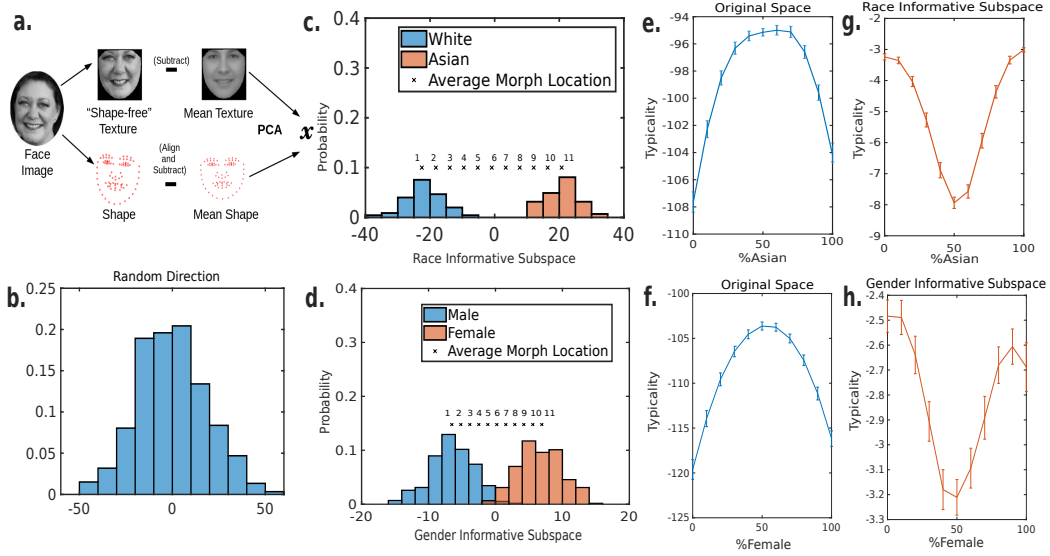 a.
(Subtract)
"Shape-free"
Texture
Mean Texture
PCA
x
Face
Image
(Align
and
Subtract)
Shape
Mean Shape
b.
Random Direction
0.25
0.2
0.15
0.1
0.05
0
-50 0 50
c.
0.4
0.3
0.2
0.1
0
Probability
White
Asian
Average Morph Location
1 2 3 4 5 6 7 8 9 10 11
-40 -20 0 20 40
Race Informative Subspace
d.
0.4
0.3
0.2
0.1
0
Probability
Male
Female
Average Morph Location
1 2 3 4 5 6 7 8 9 10 11
-20 -10 0 10 20
Gender Informative Subspace
e.
Original Space
-94
-96
-98
-100
-102
-104
-106
-108
-110
Typicality
0 50 100
%Asian
f.
Original Space
-100
-105
-110
-115
-120
-125
Typicality
0 50 100
%Female
g.
Race Informative Subspace
-2
-3
-4
-5
-6
-7
-8
-9
Typicality
0 50 100
%Asian
h.
Gender Informative Subspace
-2.4
-2.5
-2.6
-2.7
-2.8
-2.9
-3
-3.1
-3.2
-3.3
Typicality
0 50 100
%Female